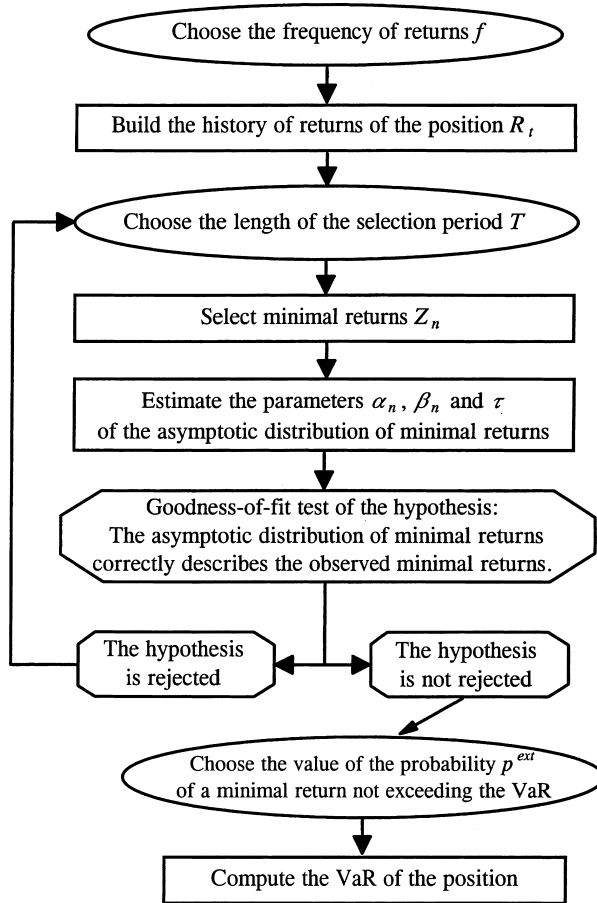 Choose the frequency of returns f
Build the history of returns of the position R t
Choose the length of the selection period T
Select minimal returns Z n
Estimate the parameters α n , β n and τ
of the asymptotic distribution of minimal returns
Goodness-of-fit test of the hypothesis:
The asymptotic distribution of minimal returns
correctly describes the observed minimal returns.
The hypothesis
is rejected
The hypothesis
is not rejected
Choose the value of the probability p ext
of a minimal return not exceeding the VaR
Compute the VaR of the position